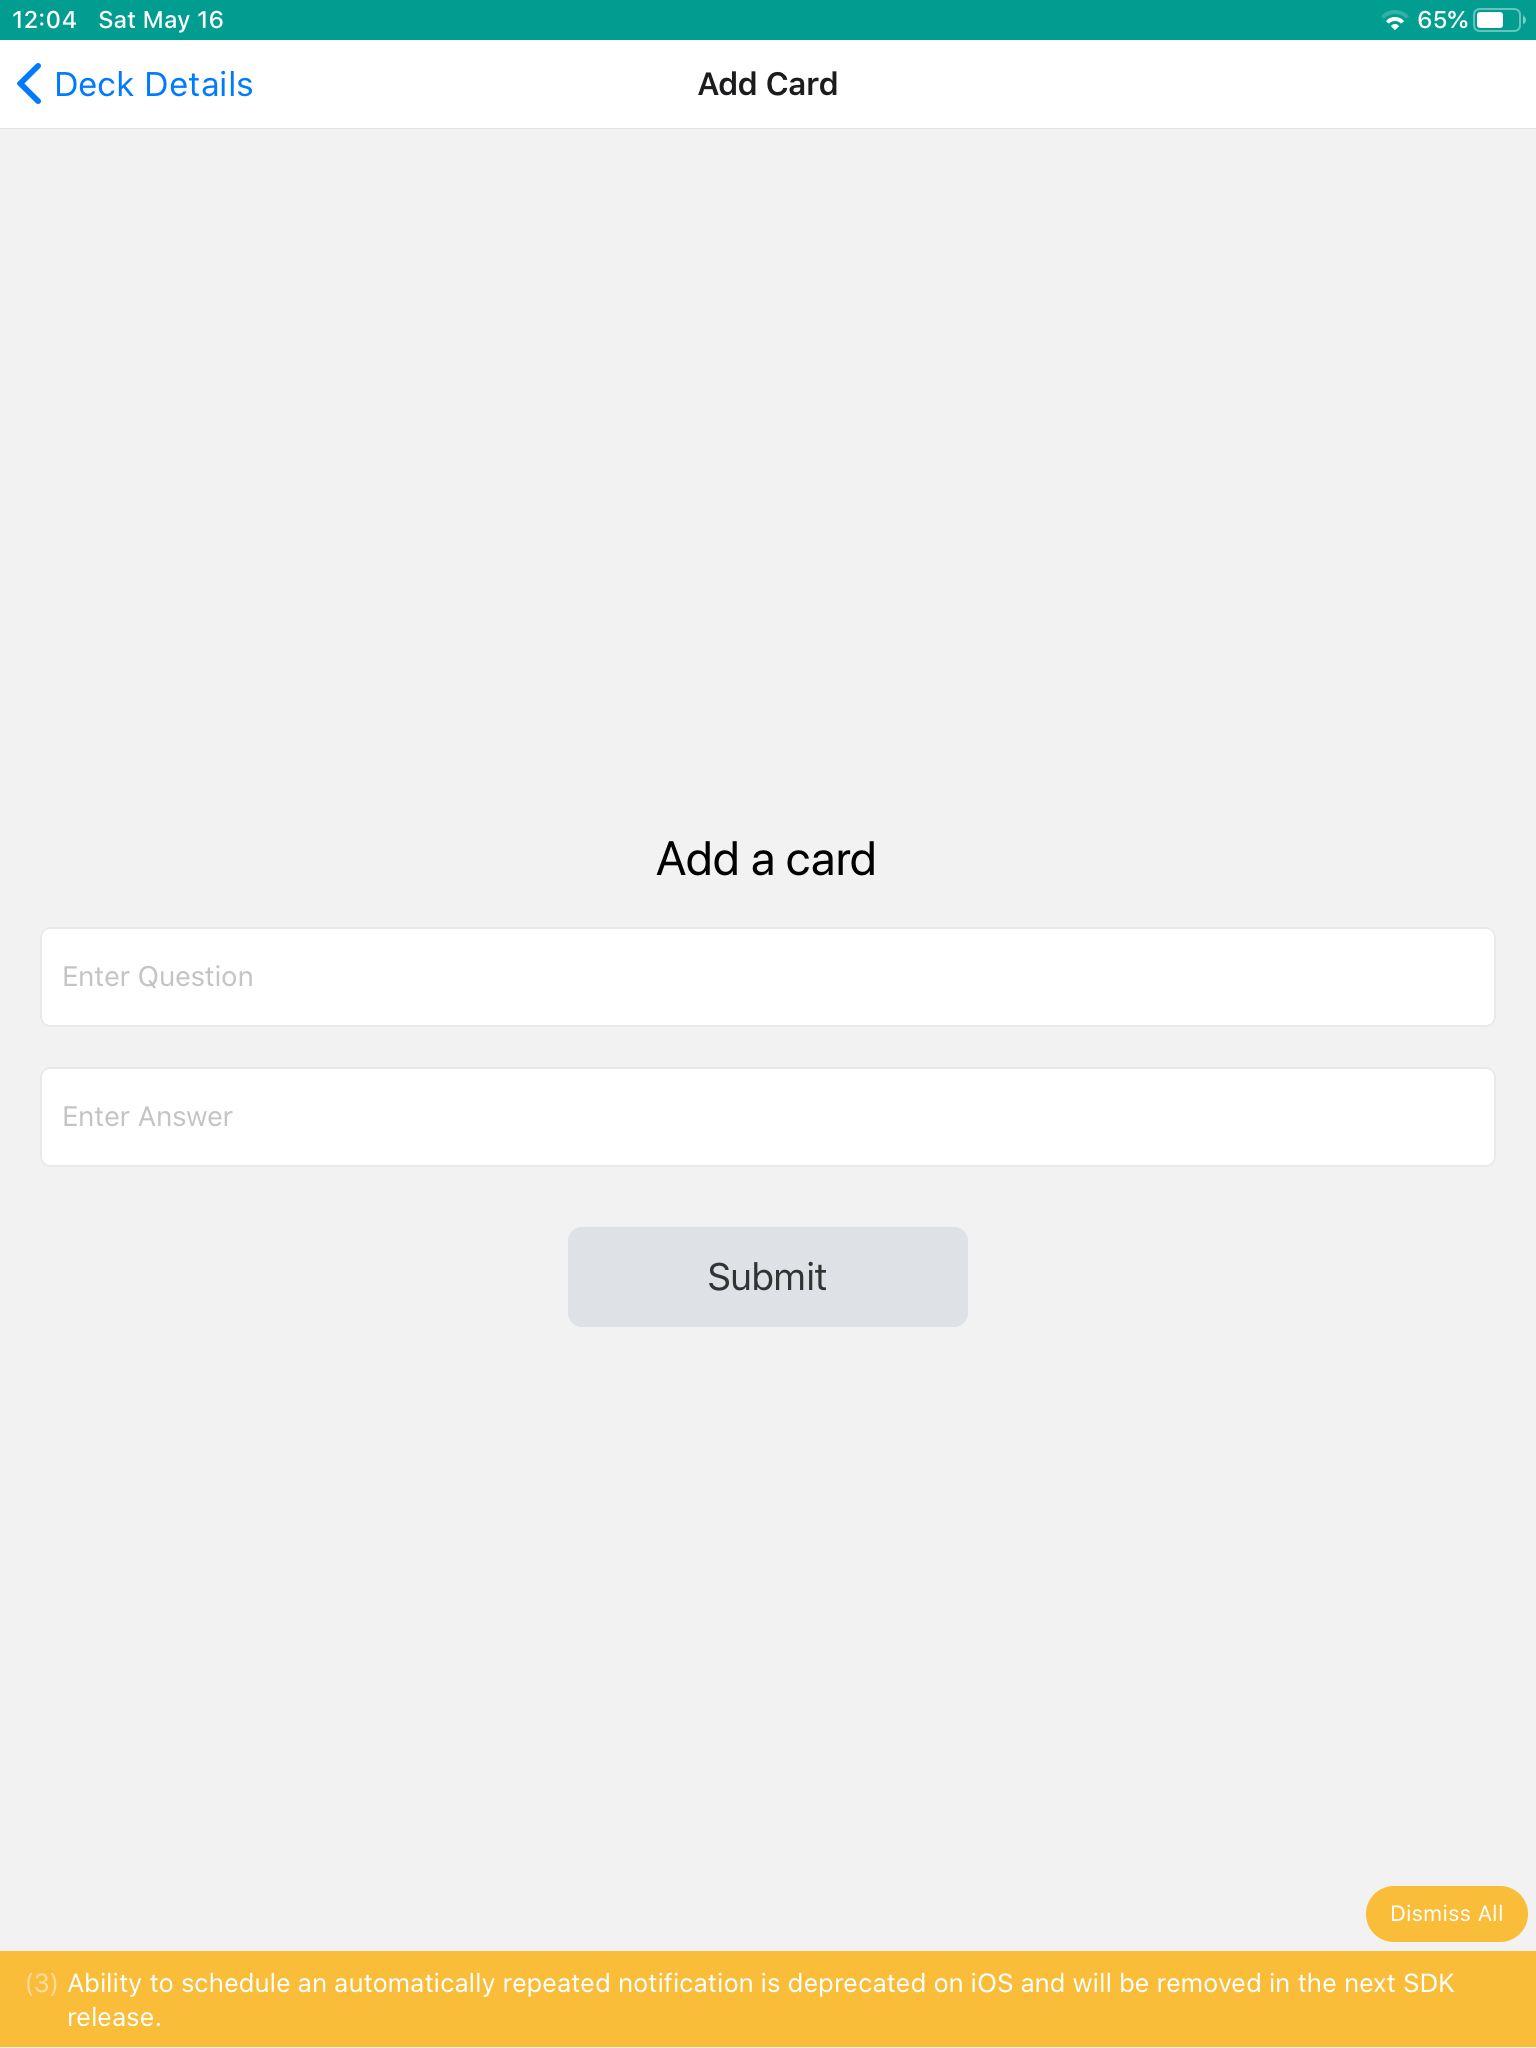 12:04 Sat May 16 65%
Deck Details Add Card
Add a card
Enter Question
Enter Answer
Submit
Dismiss All
(3) Ability to schedule an automatically repeated notification is deprecated on iOS and will be removed in the next SDK
release.